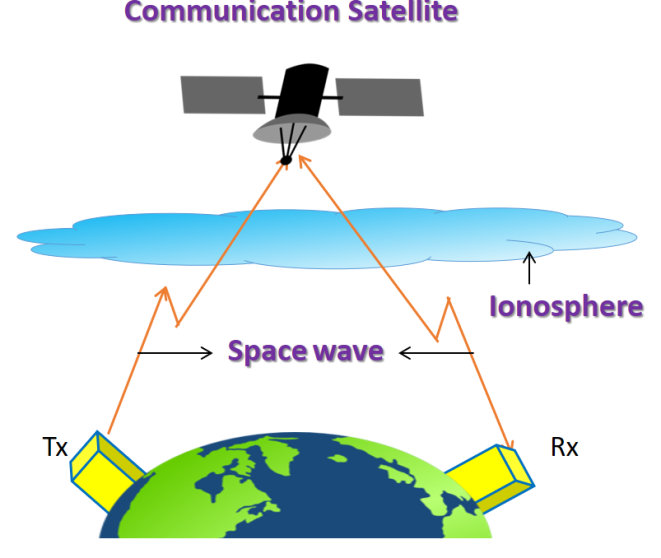 Communication Satellite
Ionosphere
Space wave
Tx
Rx